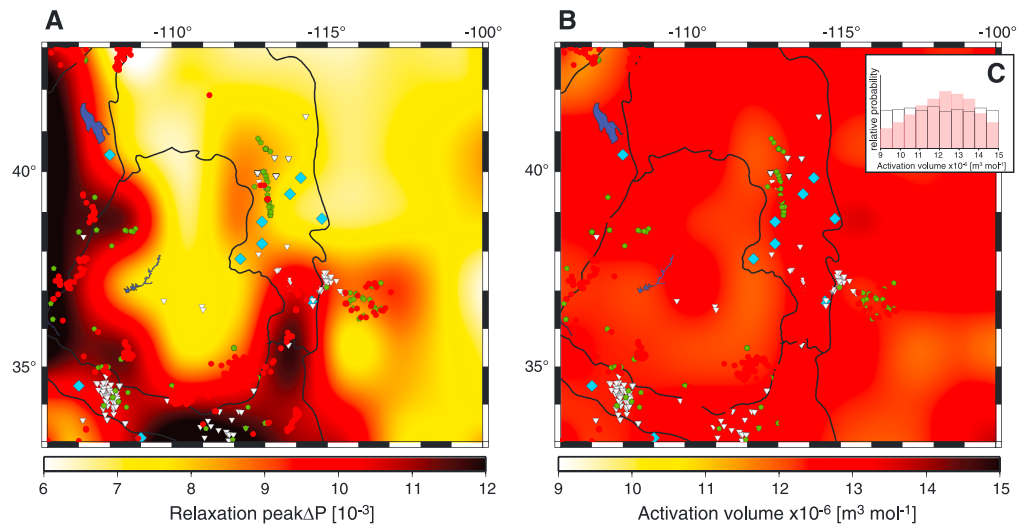 A
-110°
-118°
-100°
40°
35°
6 7 8 9 10 11 12
Relaxation peakΔP [10⁻³]
B
-110°
-114°
-100°
C
relative probability
9 10 11 12 13 14 15
Activation volume x10⁻⁶ [m³ mol⁻¹]
40°
35°
9 10 11 12 13 14 15
Activation volume x10⁻⁶ [m³ mol⁻¹]